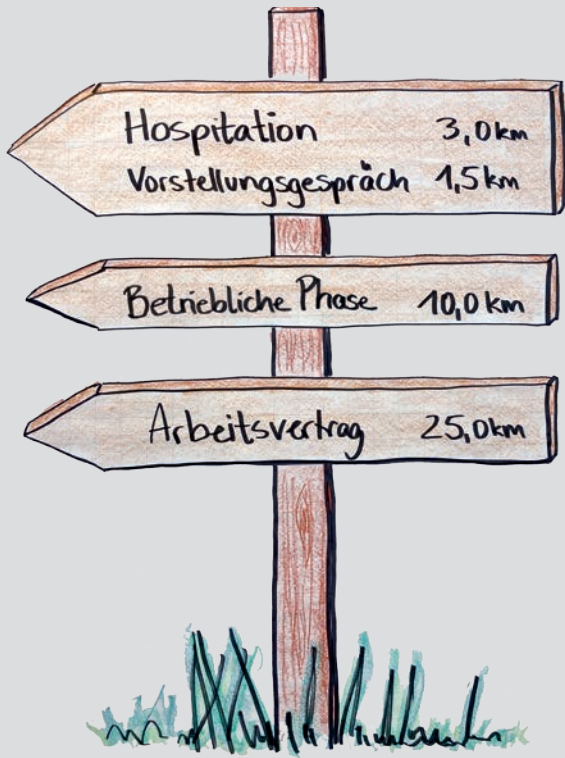 Hospitation 3,0km
Vorstellungsgespräch 1,5km
Betriebliche Phase 10,0km
Arbeitsvertrag 25,0km